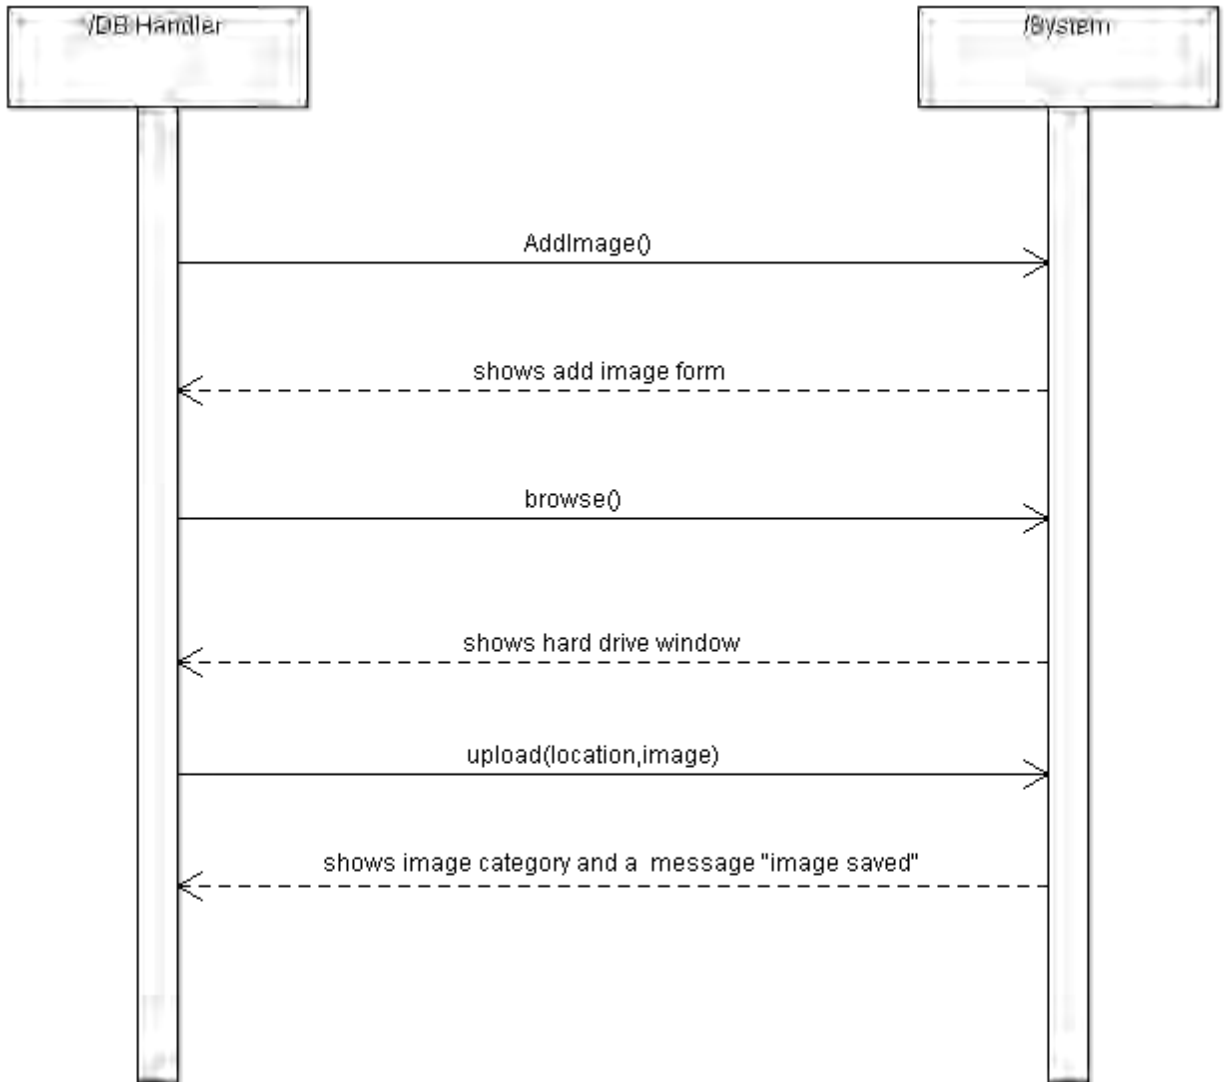 /DB Handler
/System
AddImage()
shows add image form
browse()
shows hard drive window
upload(location,image)
shows image category and a  message "image saved"